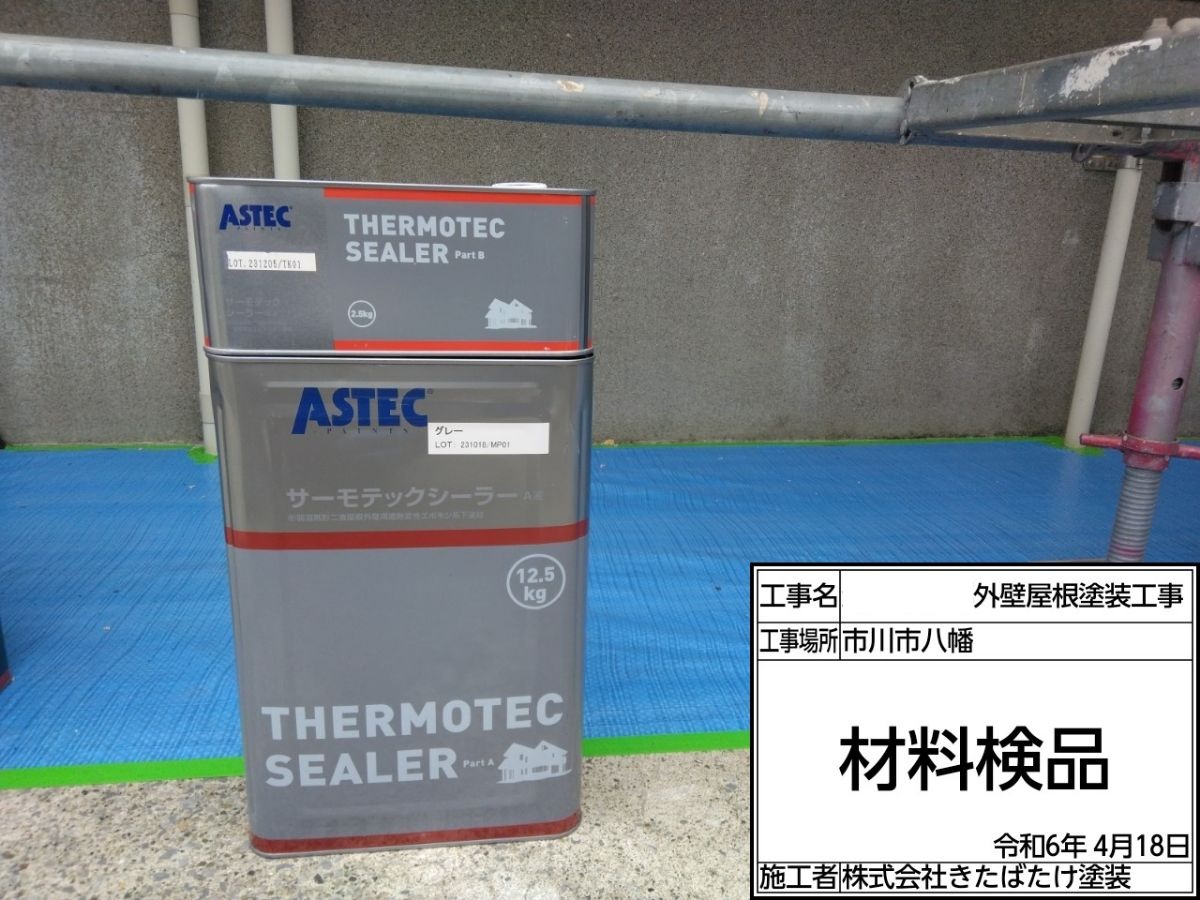 ASTEC
PAINTS
THERMOTEC
SEALER Part B
LOT.231205/TK01
サーモテック
2.5kg
ASTEC
PAINTS
グレー
LOT: 231018/MP01
サーモテックシーラー A液
12.5
kg
THERMOTEC
SEALER Part A
工事名 外壁屋根塗装工事
工事場所 市川市八幡
材料検品
令和6年 4月18日
施工者 株式会社きたばたけ塗装